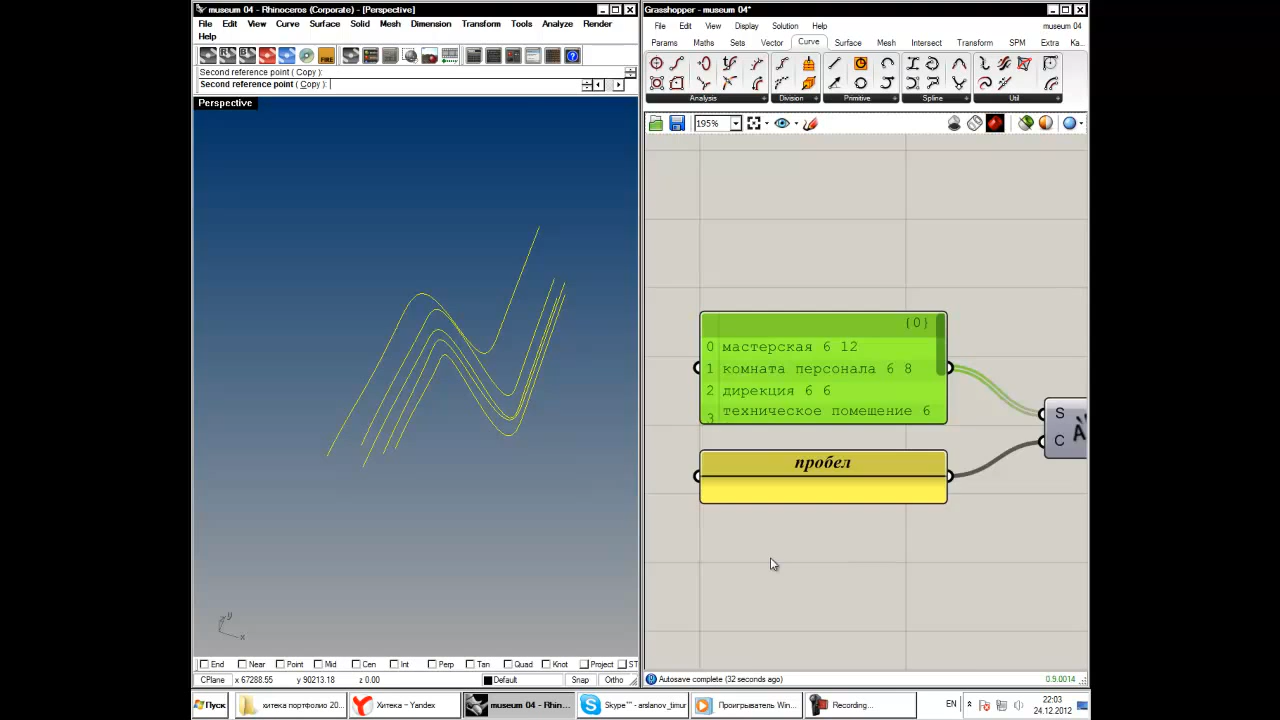 museum 04 - Rhinoceros (Corporate) - [Perspective]
File Edit View Curve Surface Solid Mesh Dimension Transform Tools Analyze Render
Help
Second reference point ( Copy ):
Second reference point ( Copy ):
Perspective
y
x
End Near Point Mid Cen Int Perp Tan Quad Knot Project ST
CPlane x 67288.55 y 90213.18 z 0.00 Default Snap Ortho
Grasshopper - museum 04*
File Edit View Display Solution Help museum 04
Params Maths Sets Vector Curve Surface Mesh Intersect Transform SPM Extra Ka...
Analysis Division Primitive Spline Util
195%
{0}
0 мастерская 6 12
1 комната персонала 6 8
2 дирекция 6 6
3 техническое помещение 6
пробел
S
C
Autosave complete (32 seconds ago) 0.9.0014
Пуск хитека портфолио 20... Хитека – Yandex museum 04 - Rhin... Skype™ - arslanov_timur Проигрыватель Win... Recording... EN 22:03
24.12.2012